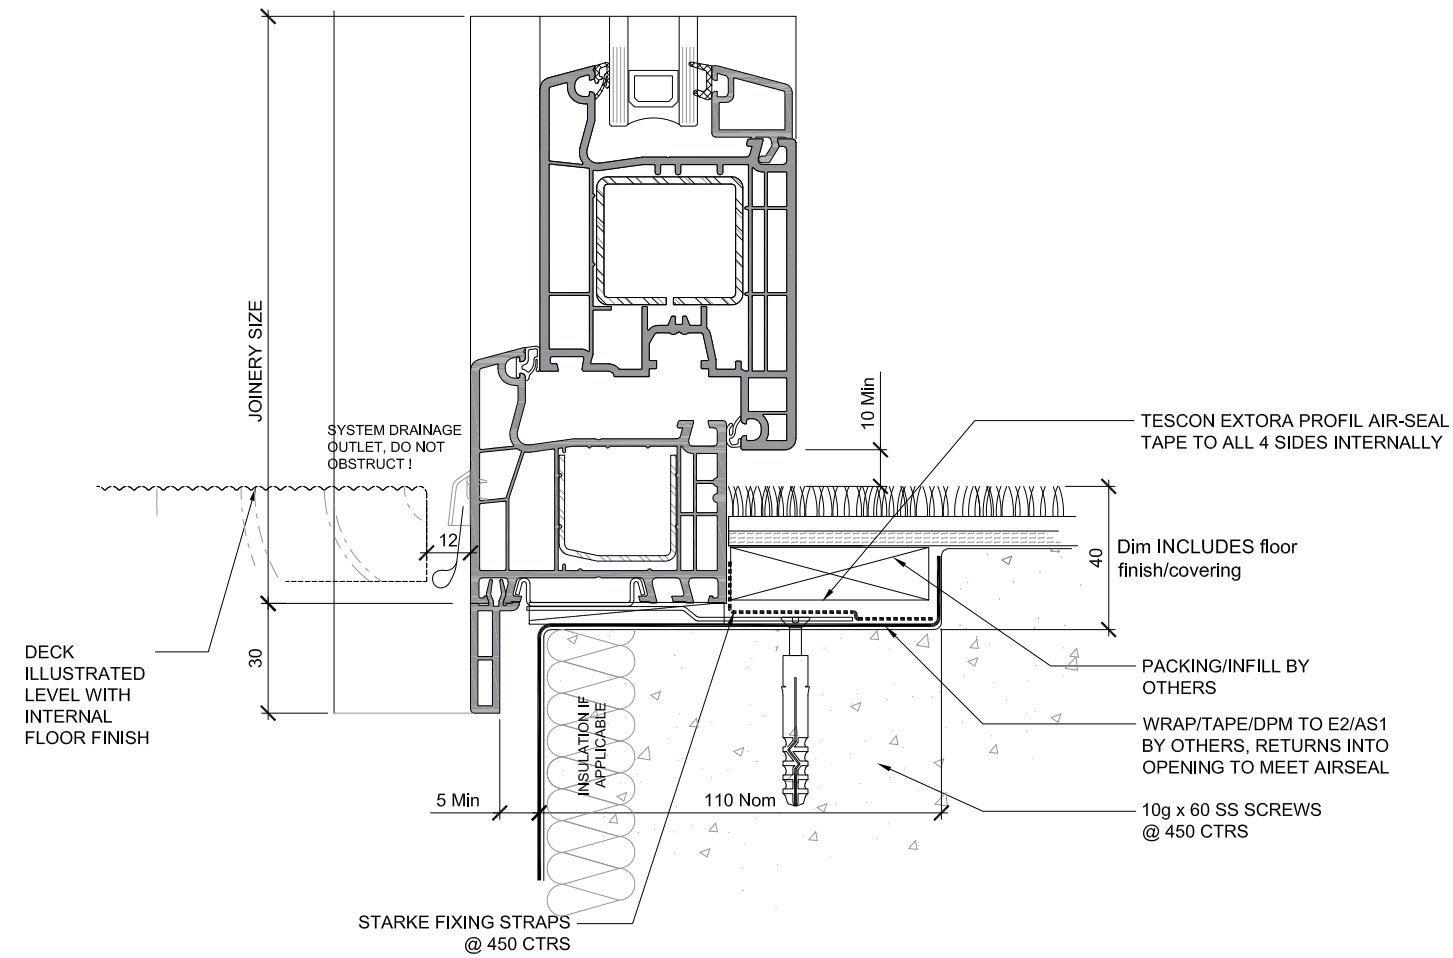 JOINERY SIZE
SYSTEM DRAINAGE
OUTLET, DO NOT
OBSTRUCT !
10 Min
TESCON EXTORA PROFIL AIR-SEAL
TAPE TO ALL 4 SIDES INTERNALLY
12
40
Dim INCLUDES floor
finish/covering
DECK
ILLUSTRATED
LEVEL WITH
INTERNAL
FLOOR FINISH
30
PACKING/INFILL BY
OTHERS
WRAP/TAPE/DPM TO E2/AS1
BY OTHERS, RETURNS INTO
OPENING TO MEET AIRSEAL
INSULATION IF
APPLICABLE
5 Min
110 Nom
10g x 60 SS SCREWS
@ 450 CTRS
STARKE FIXING STRAPS
@ 450 CTRS